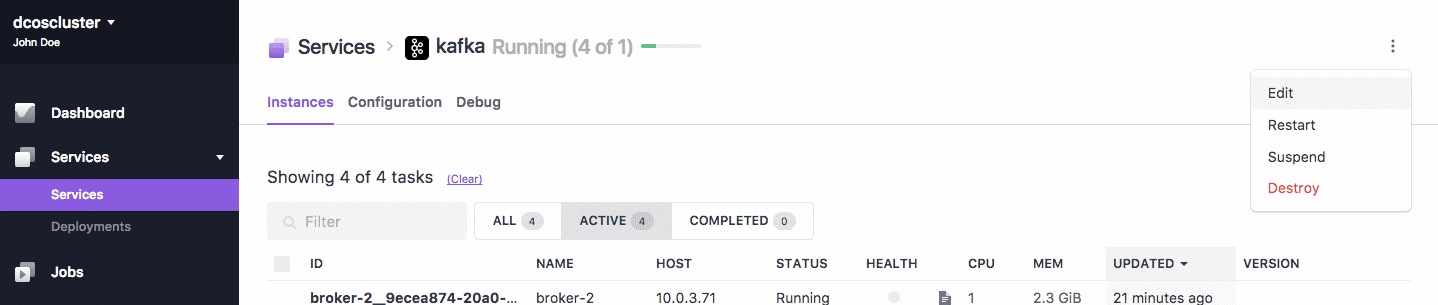 dcoscluster
John Doe
Dashboard
Services
Services
Deployments
Jobs
Services > kafka Running (4 of 1)
Instances Configuration Debug
Edit
Restart
Suspend
Destroy
Showing 4 of 4 tasks (Clear)
Filter
ALL 4 ACTIVE 4 COMPLETED 0
ID NAME HOST STATUS HEALTH CPU MEM UPDATED VERSION
broker-2__9ecea874-20a0-... broker-2 10.0.3.71 Running 1 2.3 GiB 21 minutes ago